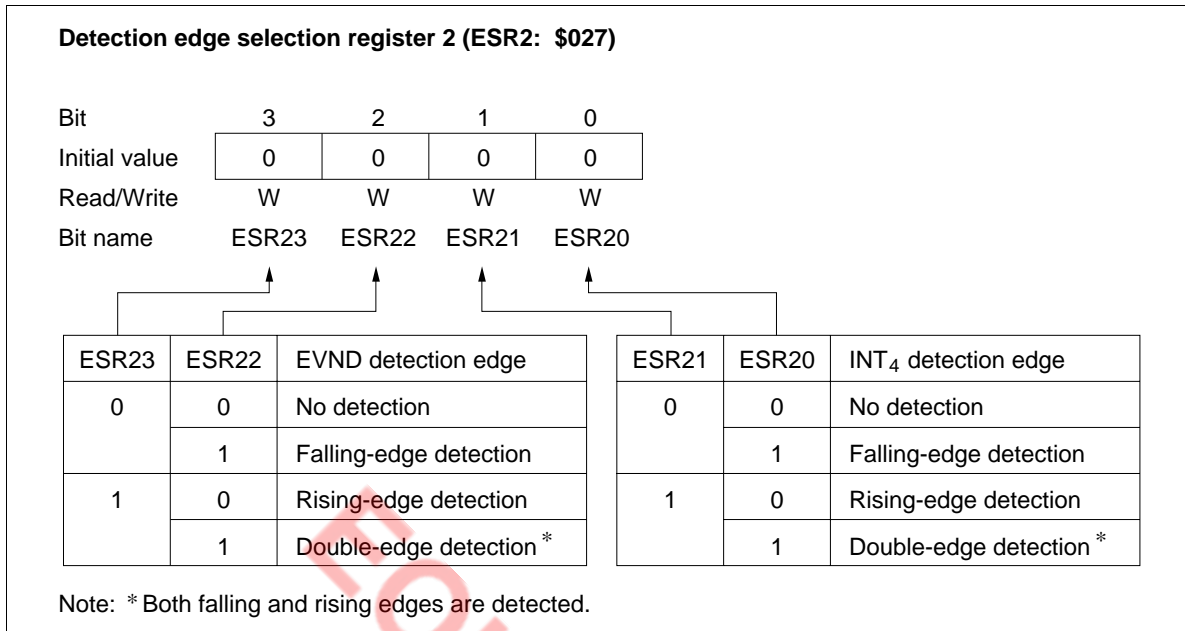 Detection edge selection register 2 (ESR2: $027)
Bit 3 2 1 0
Initial value 0 0 0 0
Read/Write W W W W
Bit name ESR23 ESR22 ESR21 ESR20
ESR23 ESR22 EVND detection edge
0 0 No detection
1 Falling-edge detection
1 0 Rising-edge detection
1 Double-edge detection *
ESR21 ESR20 INT4 detection edge
0 0 No detection
1 Falling-edge detection
1 0 Rising-edge detection
1 Double-edge detection *
Note: * Both falling and rising edges are detected.